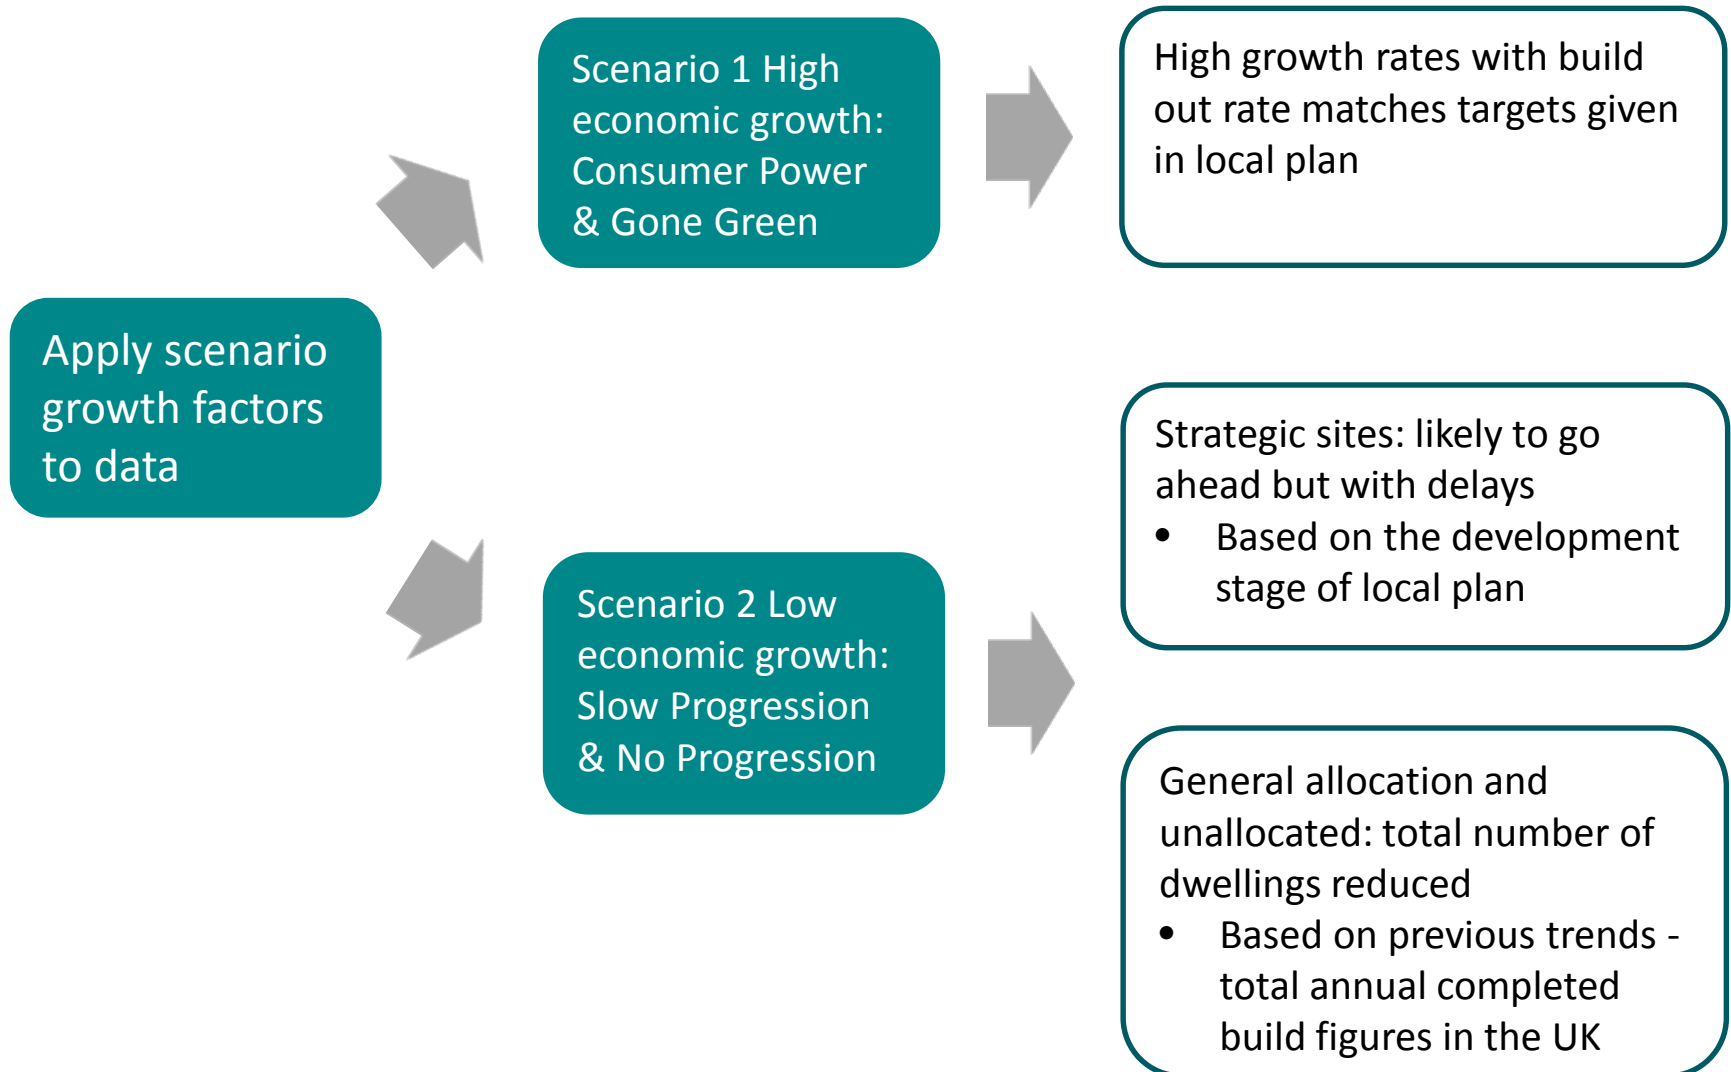 Apply scenario
growth factors
to data
Scenario 1 High
economic growth:
Consumer Power
& Gone Green
High growth rates with build
out rate matches targets given
in local plan
Scenario 2 Low
economic growth:
Slow Progression
& No Progression
Strategic sites: likely to go
ahead but with delays
• Based on the development
stage of local plan
General allocation and
unallocated: total number of
dwellings reduced
• Based on previous trends -
total annual completed
build figures in the UK